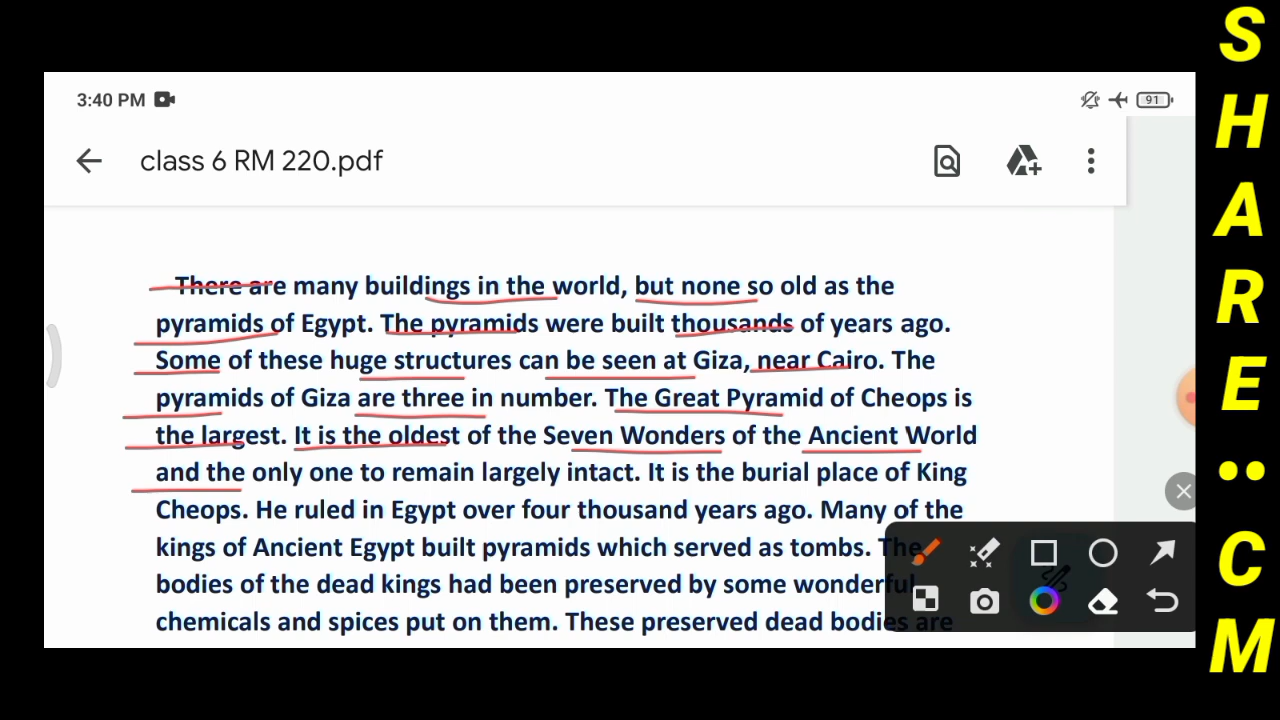 3:40 PM
91
class 6 RM 220.pdf
There are many buildings in the world, but none so old as the
pyramids of Egypt. The pyramids were built thousands of years ago.
Some of these huge structures can be seen at Giza, near Cairo. The
pyramids of Giza are three in number. The Great Pyramid of Cheops is
the largest. It is the oldest of the Seven Wonders of the Ancient World
and the only one to remain largely intact. It is the burial place of King
Cheops. He ruled in Egypt over four thousand years ago. Many of the
kings of Ancient Egypt built pyramids which served as tombs. The
bodies of the dead kings had been preserved by some wonderful
chemicals and spices put on them. These preserved dead bodies are
SHARE..CM